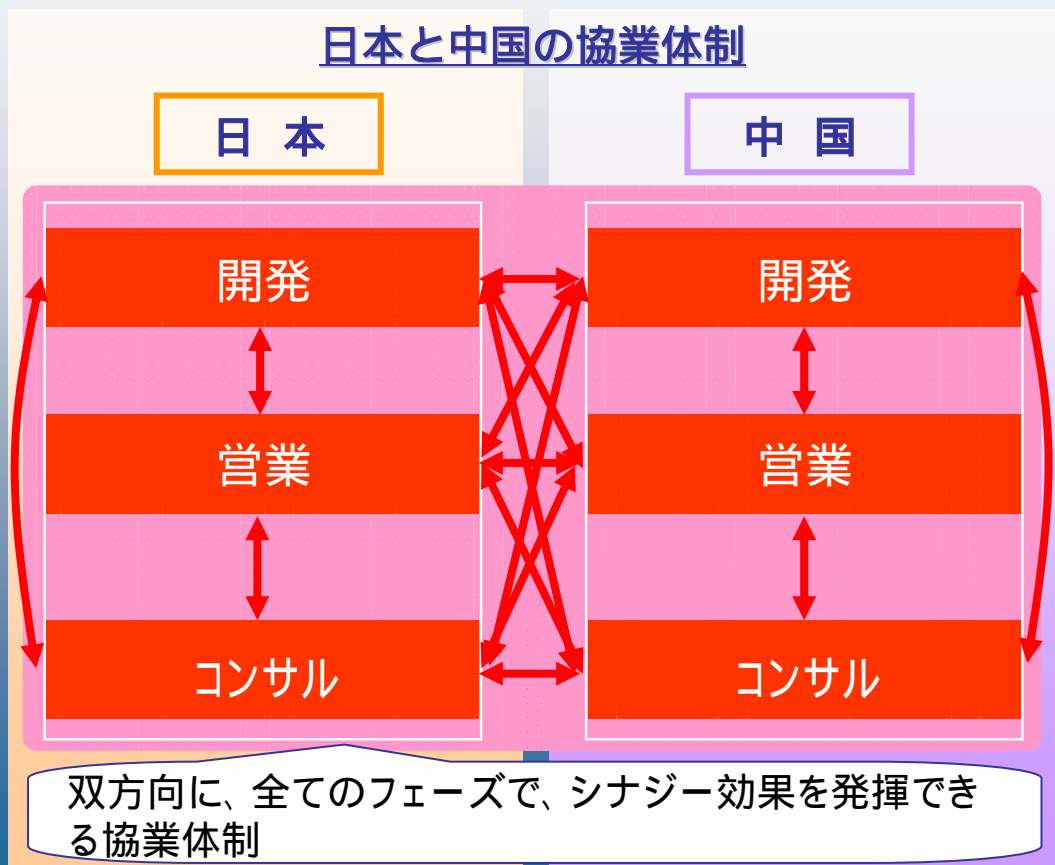 日本と中国の協業体制
日 本
中 国
開発
営業
コンサル
開発
営業
コンサル
双方向に、全てのフェーズで、シナジー効果を発揮でき
る協業体制